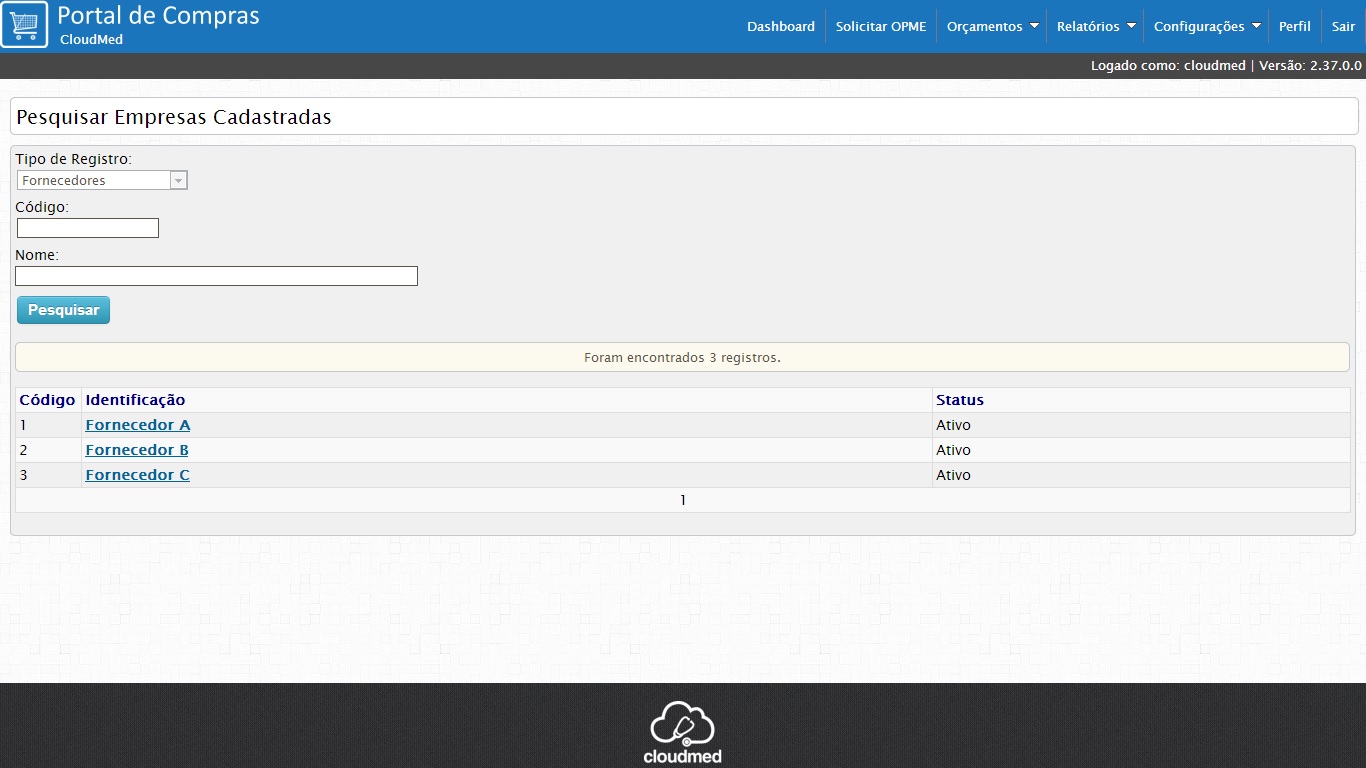 Portal de Compras
CloudMed
Dashboard Solicitar OPME Orçamentos Relatórios Configurações Perfil Sair
Logado como: cloudmed | Versão: 2.37.0.0
Pesquisar Empresas Cadastradas
Tipo de Registro:
Fornecedores
Código:
Nome:
Pesquisar
Foram encontrados 3 registros.
Código Identificação Status
1 Fornecedor A Ativo
2 Fornecedor B Ativo
3 Fornecedor C Ativo
1
cloudmed